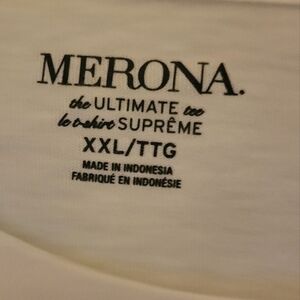 MERONA.
the ULTIMATE tee
le t-shirt SUPRÊME
XXL/TTG
MADE IN INDONESIA
FABRIQUÉ EN INDONÉSIE